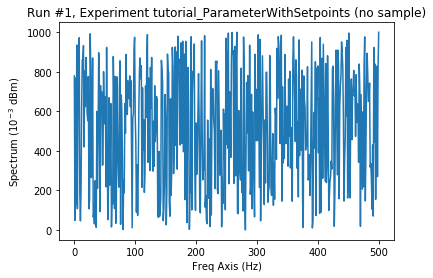 Run #1, Experiment tutorial_ParameterWithSetpoints (no sample)
Spectrum (10⁻³ dBm)
1000
800
600
400
200
0
0 100 200 300 400 500
Freq Axis (Hz)